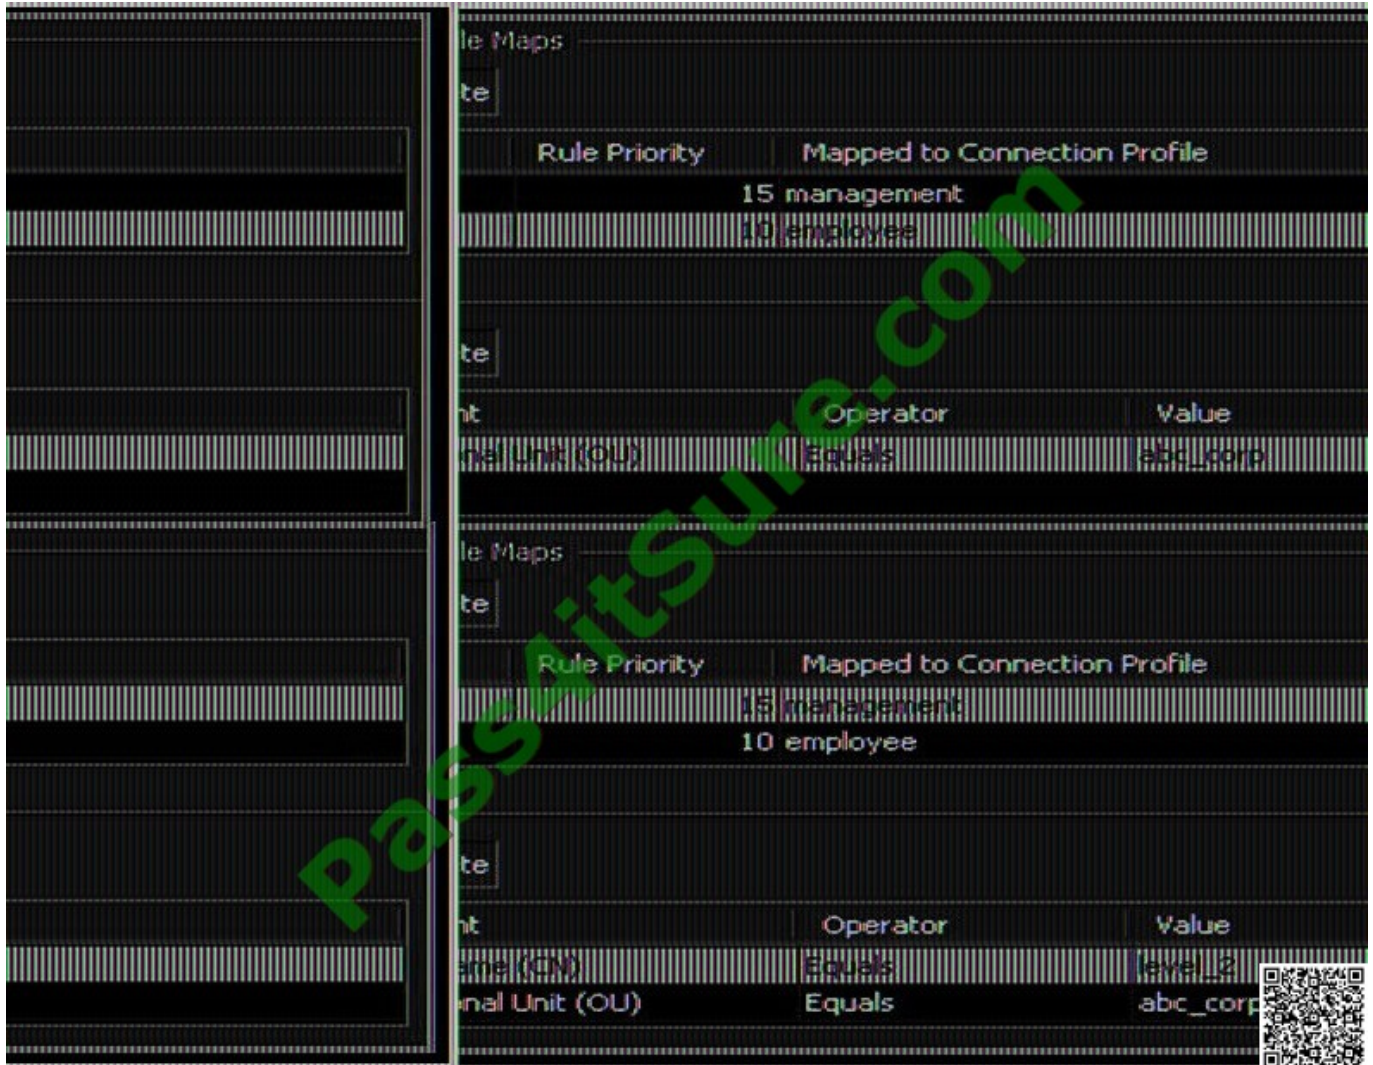 le Maps
te
Rule Priority Mapped to Connection Profile
15 management
10 employee
te
nt Operator Value
nal Unit (OU) Equals abc_corp
le Maps
te
Rule Priority Mapped to Connection Profile
15 management
10 employee
te
nt Operator Value
ame (CN) Equals level_2
nal Unit (OU) Equals abc_corp
Pass4itSure.com